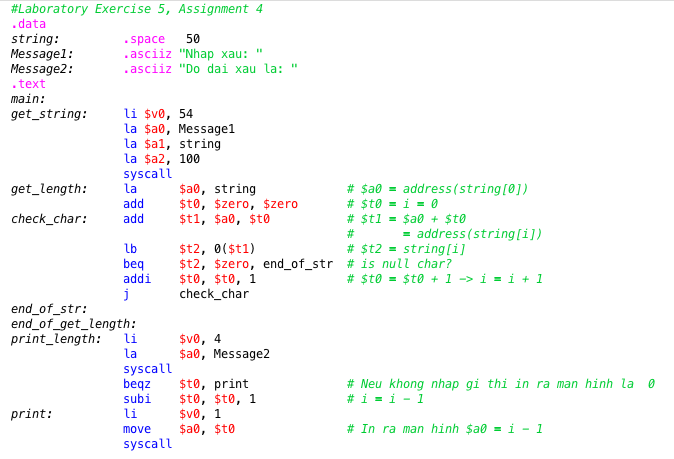 #Laboratory Exercise 5, Assignment 4
.data
string: .space 50
Message1: .asciiz "Nhap xau: "
Message2: .asciiz "Do dai xau la: "
.text
main:
get_string: li $v0, 54
la $a0, Message1
la $a1, string
la $a2, 100
syscall
get_length: la $a0, string # $a0 = address(string[0])
add $t0, $zero, $zero # $t0 = i = 0
check_char: add $t1, $a0, $t0 # $t1 = $a0 + $t0
# = address(string[i])
lb $t2, 0($t1) # $t2 = string[i]
beq $t2, $zero, end_of_str # is null char?
addi $t0, $t0, 1 # $t0 = $t0 + 1 -> i = i + 1
j check_char
end_of_str:
end_of_get_length:
print_length: li $v0, 4
la $a0, Message2
syscall
beqz $t0, print # Neu khong nhap gi thi in ra man hinh la 0
subi $t0, $t0, 1 # i = i - 1
print: li $v0, 1
move $a0, $t0 # In ra man hinh $a0 = i - 1
syscall